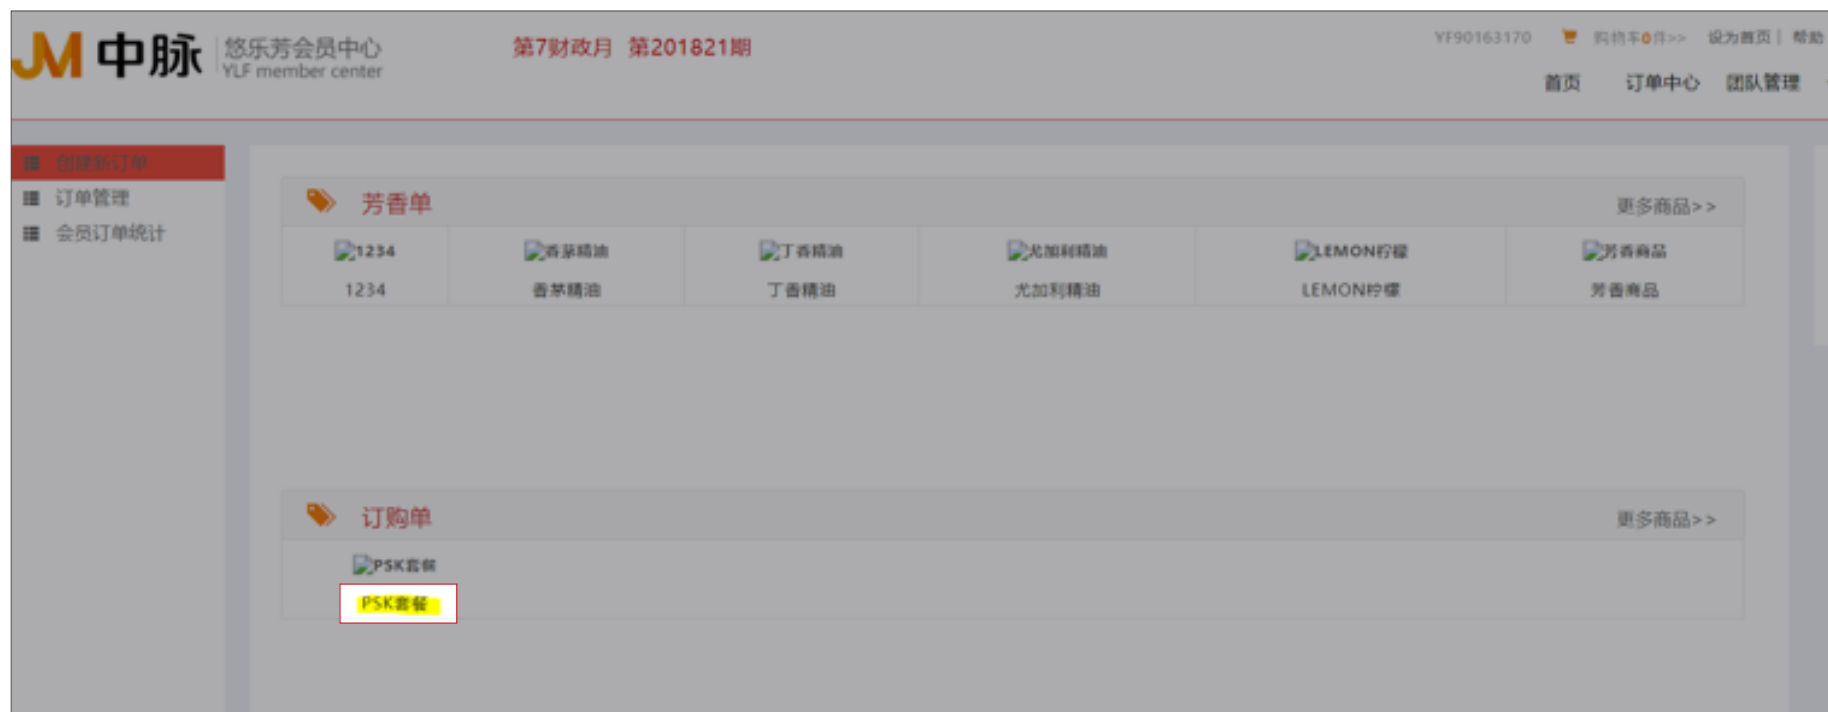 JM 中脉 悠乐芳会员中心
YLF member center
第7财政月 第201821期
YF90163170 购物车0件>> 设为首页| 帮助
首页 订单中心 团队管理
创建新订单
订单管理
会员订单统计
芳香单 更多商品>>
1234 香茅精油 丁香精油 尤加利精油 LEMON柠檬 芳香商品
1234 香茅精油 丁香精油 尤加利精油 LEMON柠檬 芳香商品
订购单 更多商品>>
PSK套餐
PSK套餐